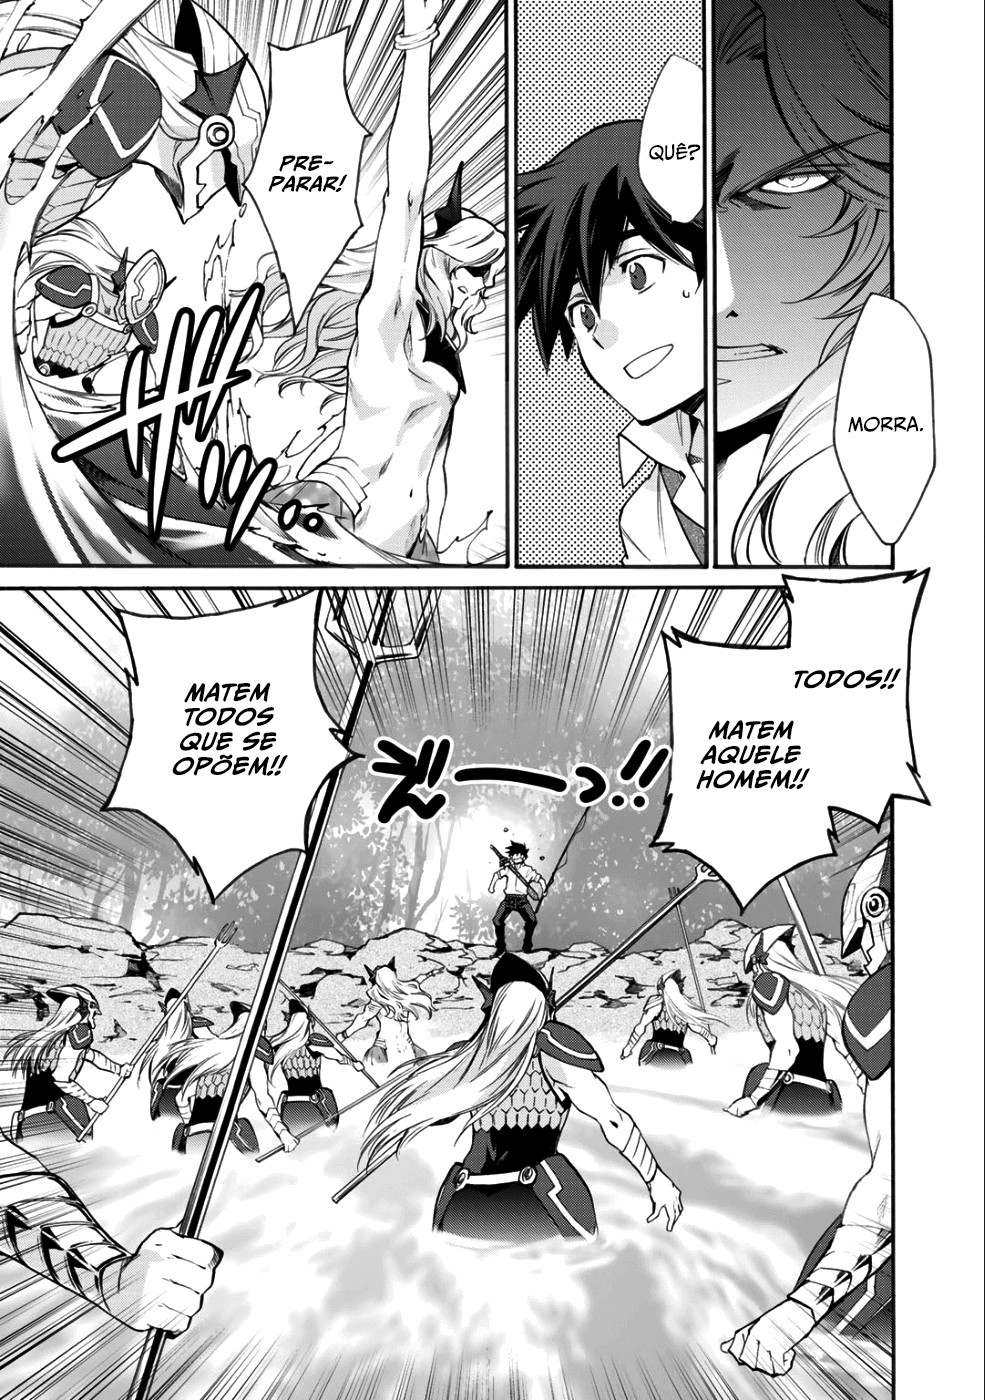 MORRA.
QUÊ?
PRE-
PARAR!
TODOS!!
MATEM
AQUELE
HOMEM!!
MATEM
TODOS
QUE SE
OPÕEM!!